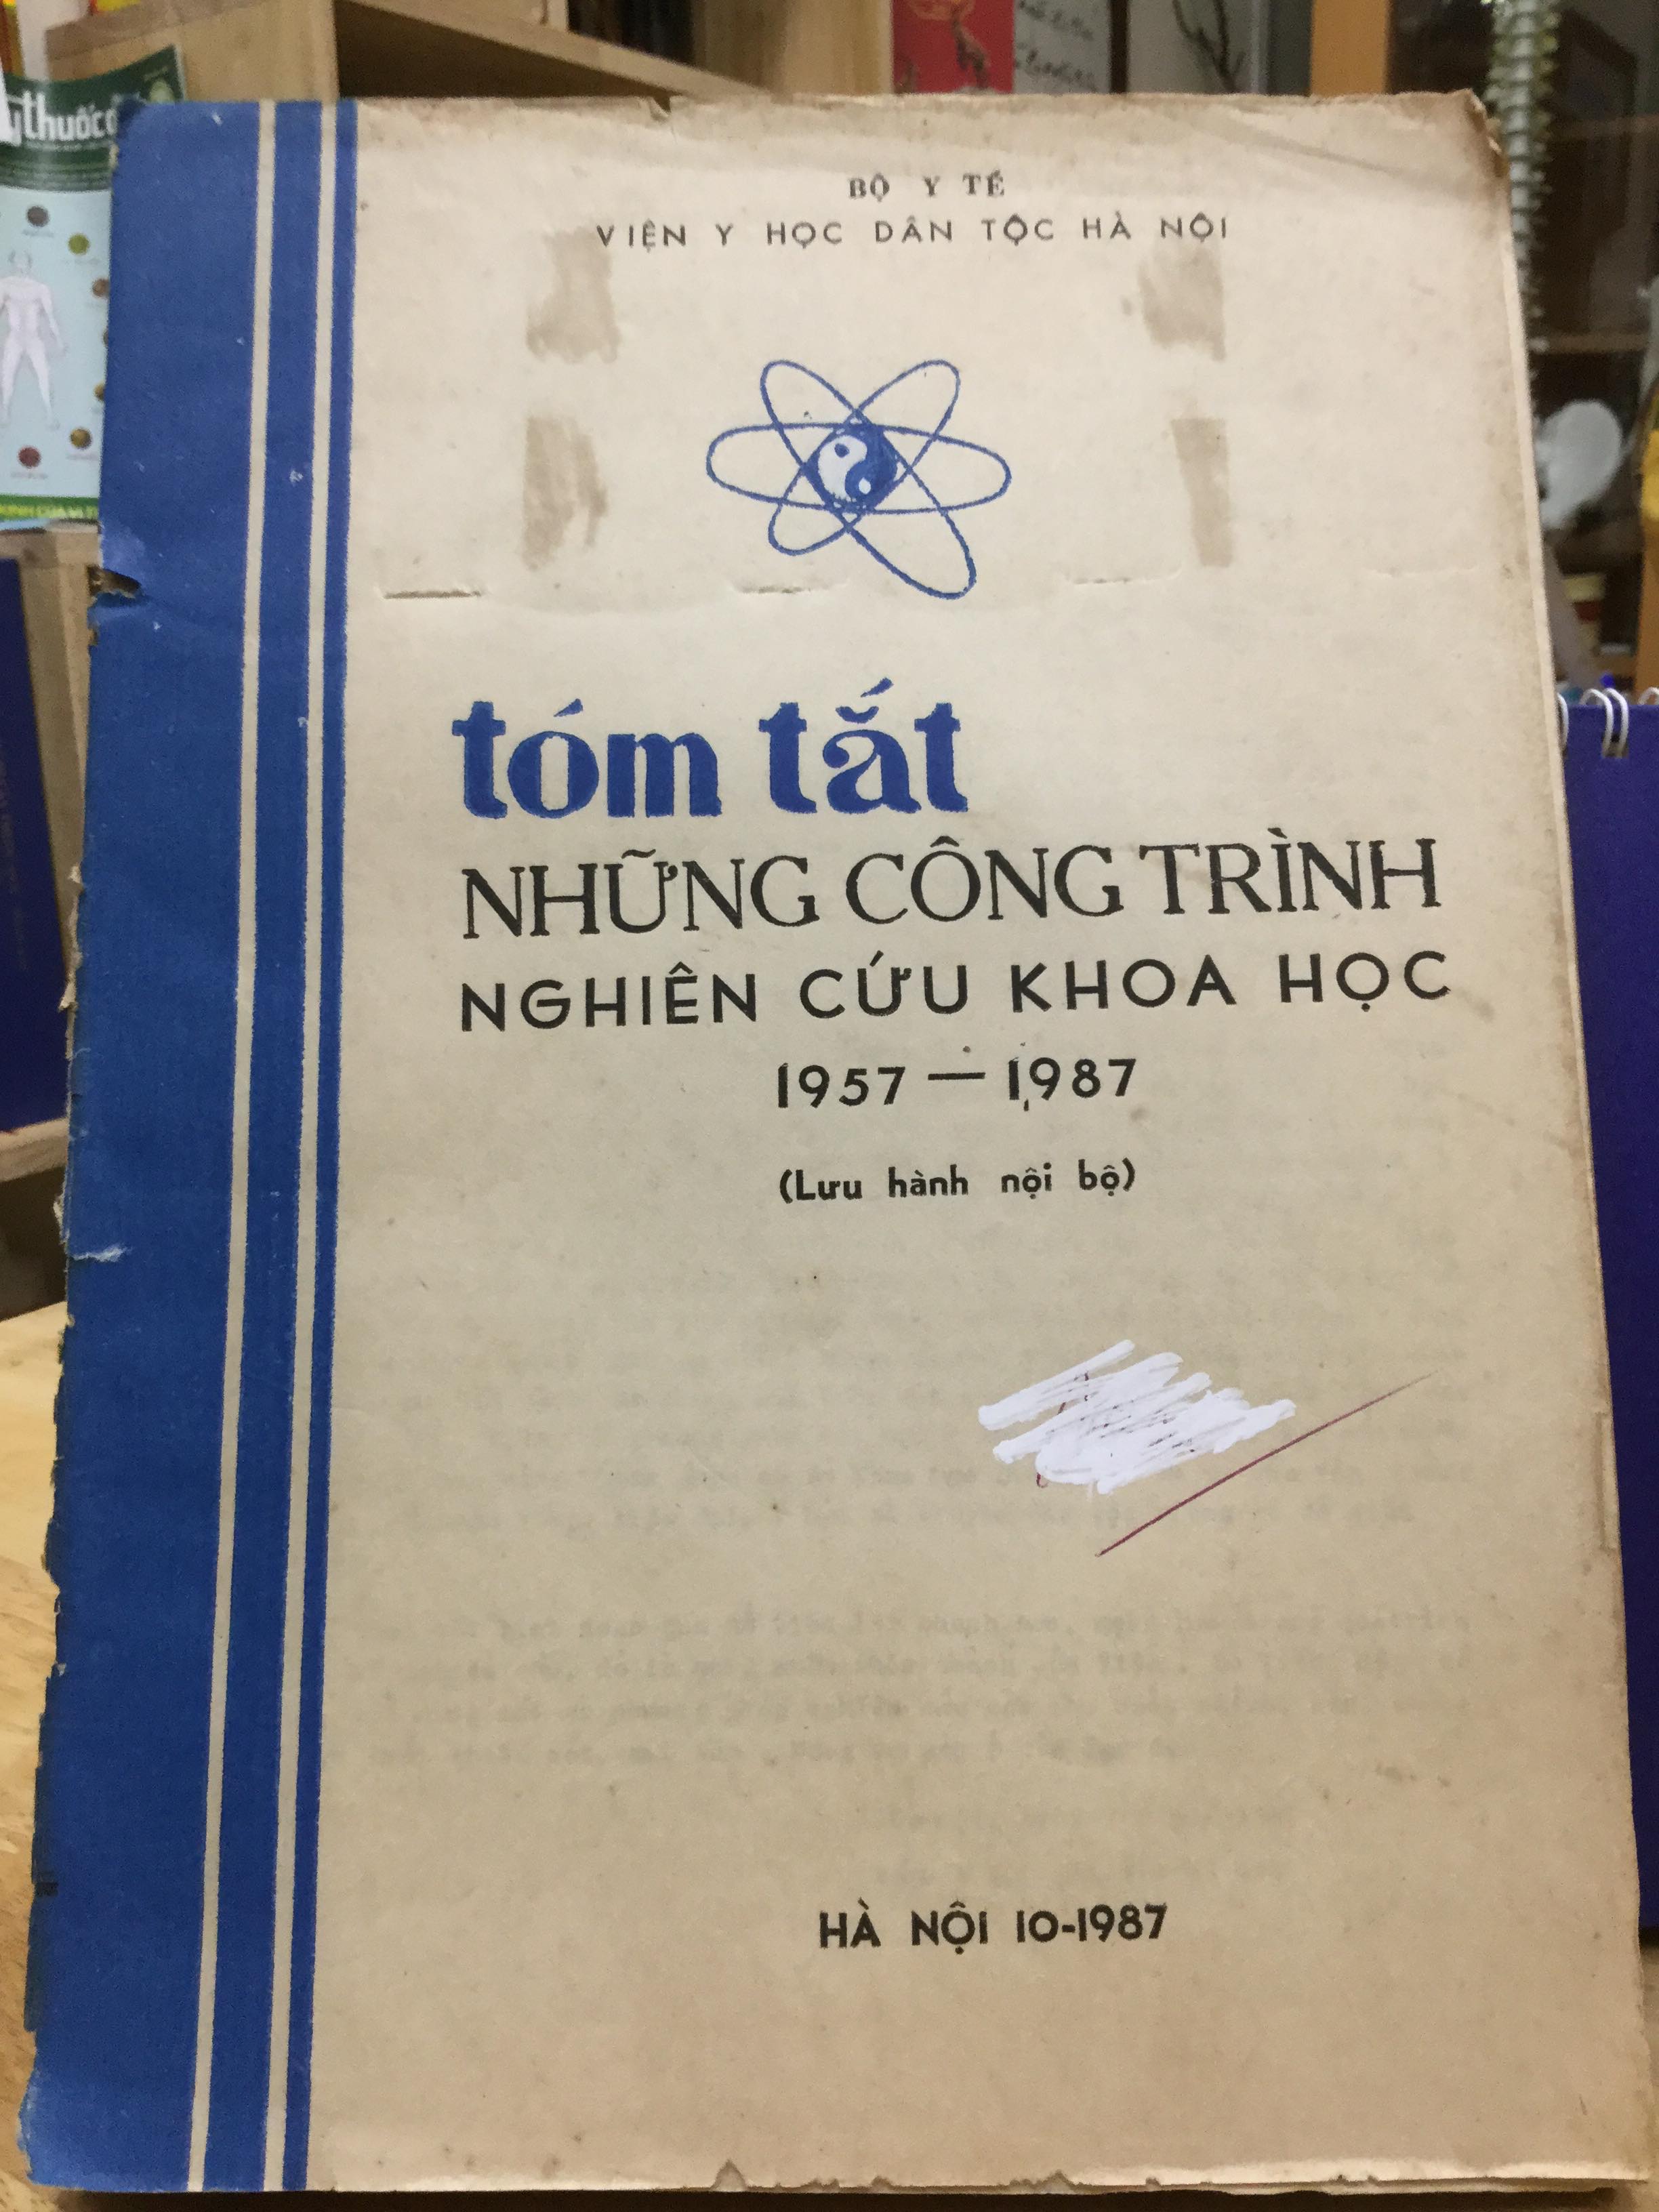 BỘ Y TẾ
VIỆN Y HỌC DÂN TỘC HÀ NỘI
tóm tắt
NHỮNG CÔNG TRÌNH
NGHIÊN CỨU KHOA HỌC
1957 — 1987
(Lưu hành nội bộ)
HÀ NỘI 10-1987